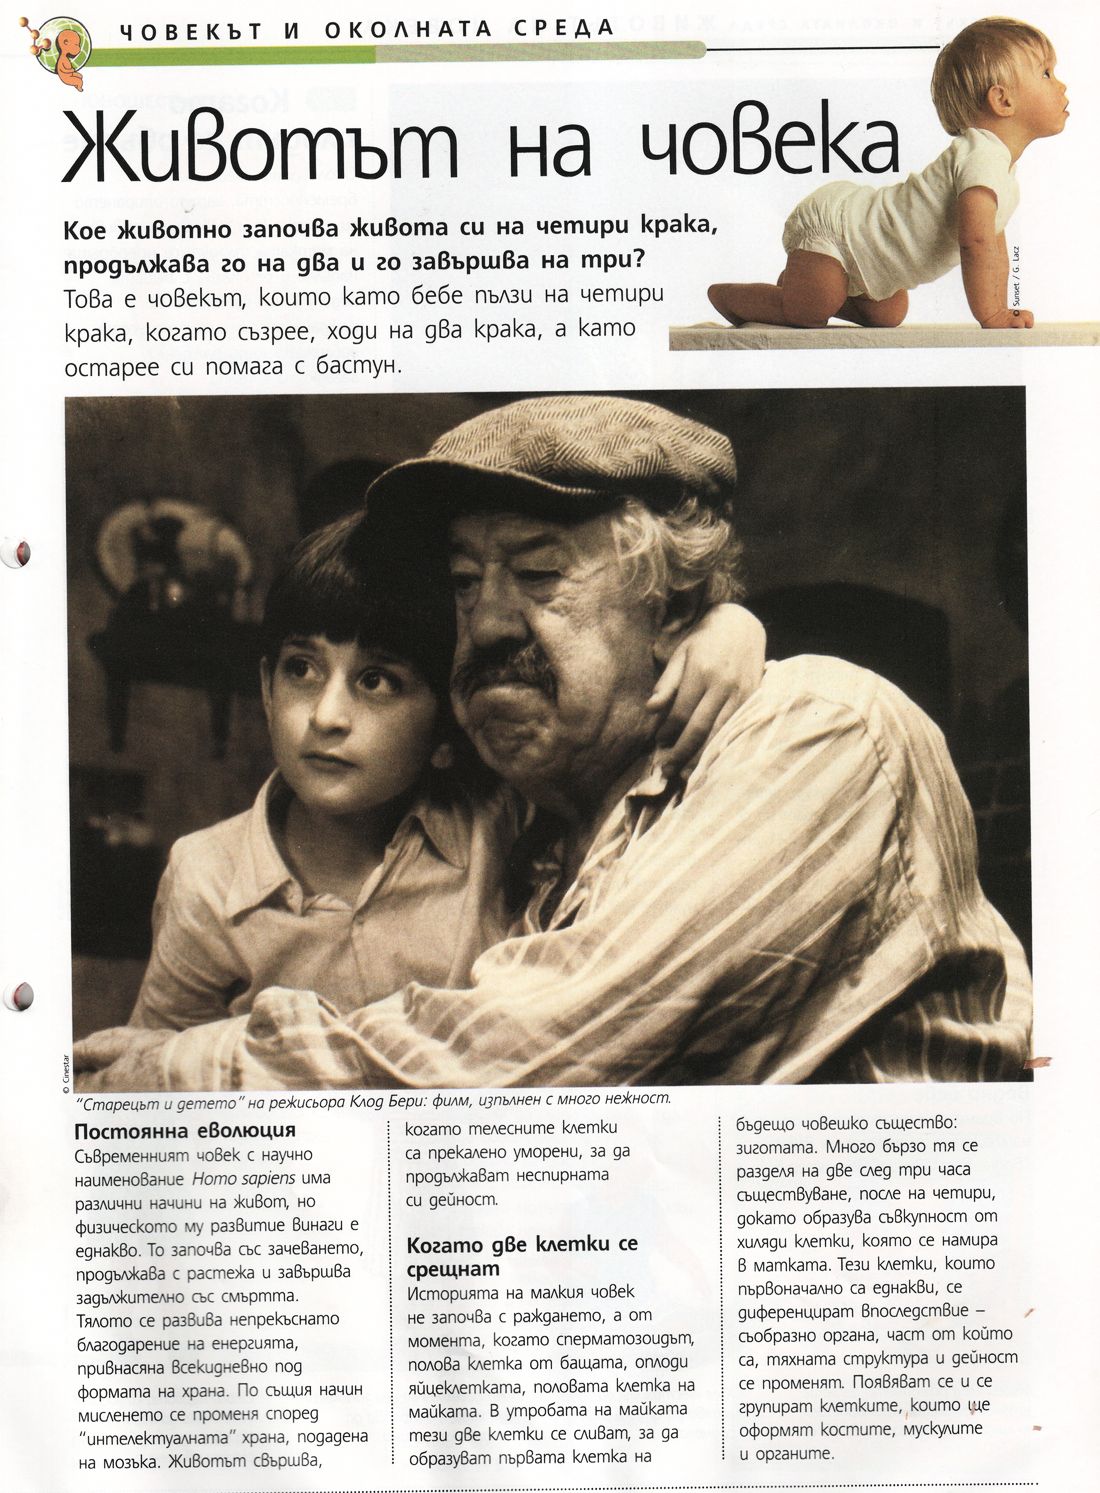 ЧОВЕКЪТ И ОКОЛНАТА СРЕДА
Животът на човека
Кое животно започва живота си на четири крака,
продължава го на два и го завършва на три?
Това е човекът, който като бебе пълзи на четири
крака, когато съзрее, ходи на два крака, а като
остарее си помага с бастун.
© Sunset / G. Lacz
© Cinestar
"Старецът и детето" на режисьора Клод Бери: филм, изпълнен с много нежност.
Постоянна еволюция
Съвременният човек с научно
наименование Homo sapiens има
различни начини на живот, но
физическото му развитие винаги е
еднакво. То започва със зачеването,
продължава с растежа и завършва
задължително със смъртта.
Тялото се развива непрекъснато
благодарение на енергията,
привнасяна всекидневно под
формата на храна. По същия начин
мисленето се променя според
"интелектуалната" храна, подадена
на мозъка. Животът свършва,
когато телесните клетки
са прекалено уморени, за да
продължават неспирната
си дейност.
Когато две клетки се
срещнат
Историята на малкия човек
не започва с раждането, а от
момента, когато сперматозоидът,
полова клетка от бащата, оплоди
яйцеклетката, половата клетка на
майката. В утробата на майката
тези две клетки се сливат, за да
образуват първата клетка на
бъдещо човешко същество:
зиготата. Много бързо тя се
разделя на две след три часа
съществуване, после на четири,
докато образува съвкупност от
хиляди клетки, която се намира
в матката. Тези клетки, които
първоначално са еднакви, се
диференцират впоследствие –
съобразно органа, част от който
са, тяхната структура и дейност
се променят. Появяват се и се
групират клетките, които ще
оформят костите, мускулите
и органите.